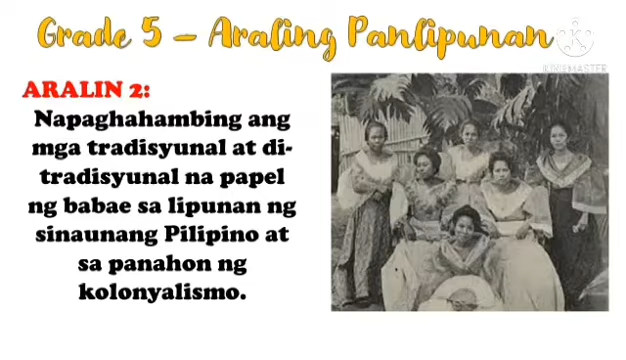 Grade 5 - Araling Panlipunan
KINEMASTER
ARALIN 2:
Napaghahambing ang
mga tradisyunal at di-
tradisyunal na papel
ng babae sa lipunan ng
sinaunang Pilipino at
sa panahon ng
kolonyalismo.